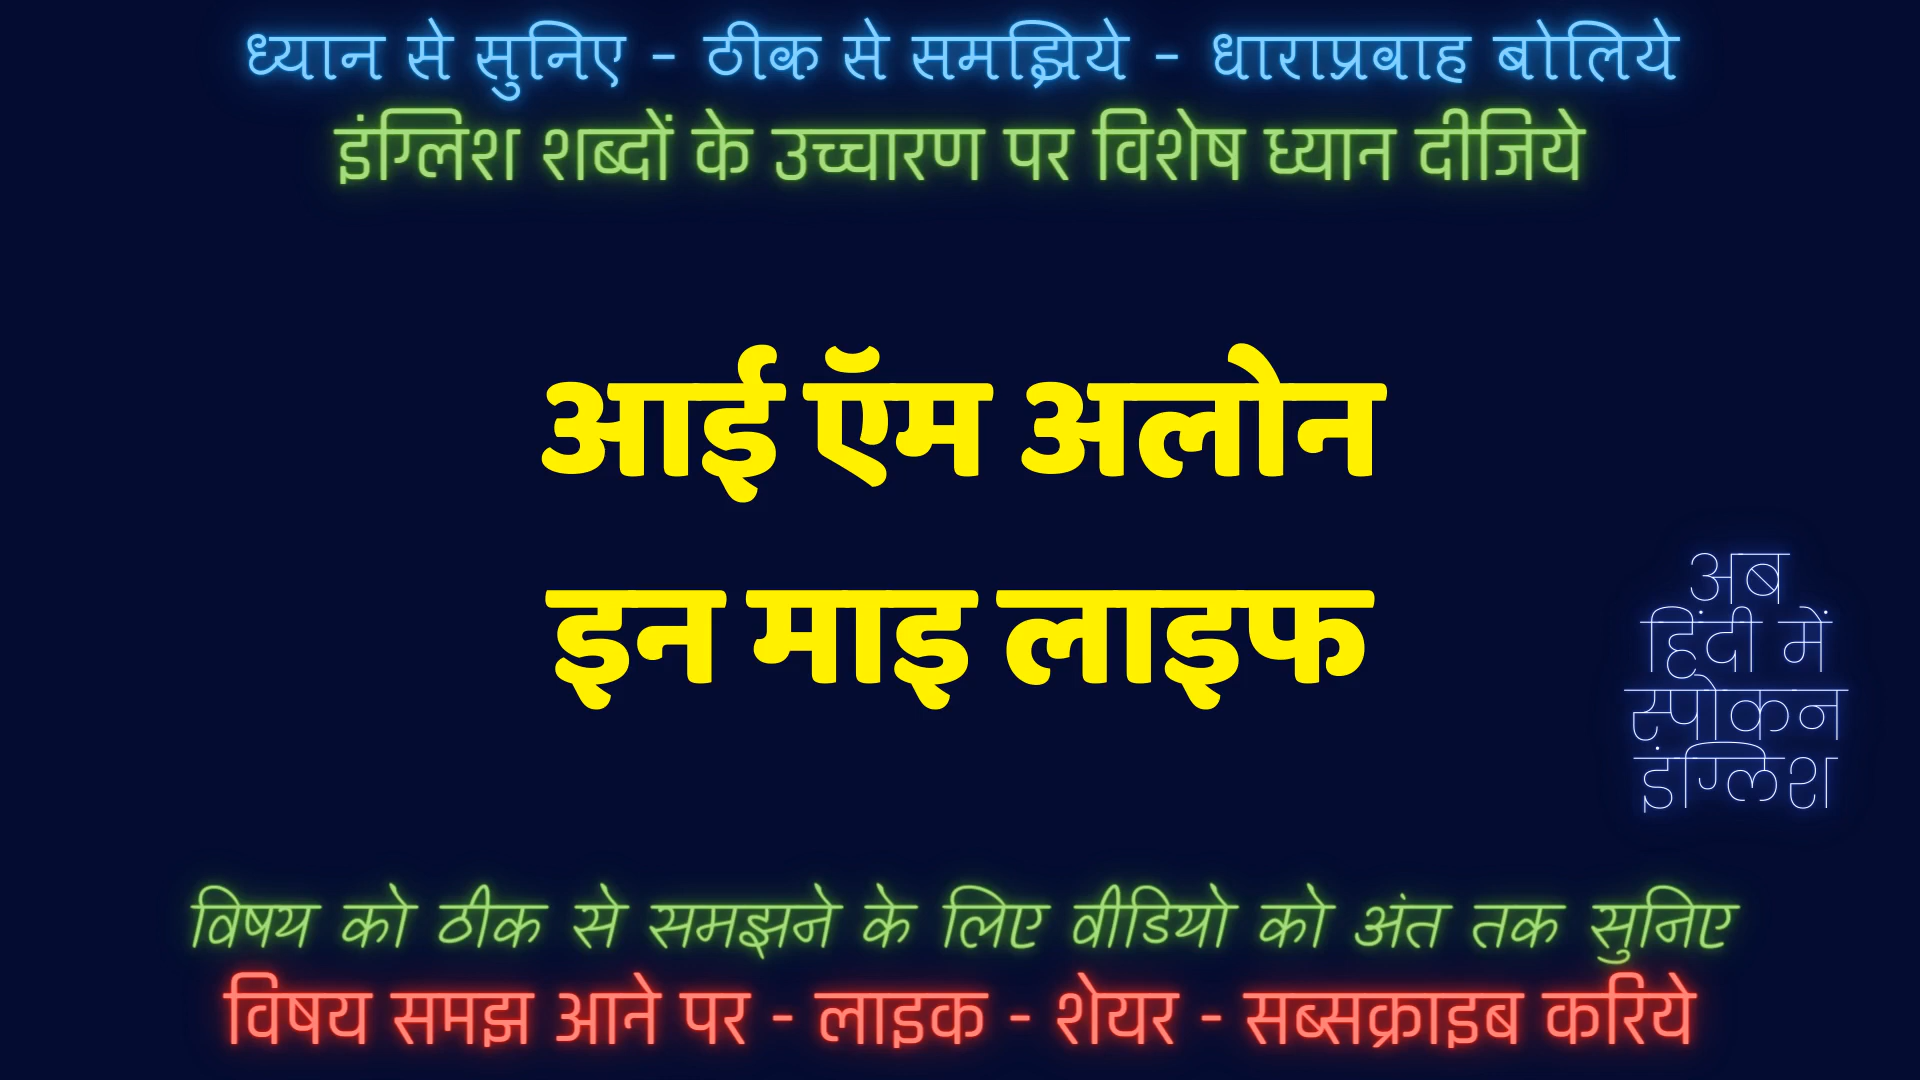 ध्यान से सुनिए - ठीक से समझिये - धाराप्रवाह बोलिये
इंग्लिश शब्दों के उच्चारण पर विशेष ध्यान दीजिये
आई ऍम अलोन
इन माइ लाइफ
अब
हिंदी में
स्पोकन
इंग्लिश
विषय को ठीक से समझने के लिए वीडियो को अंत तक सुनिए
विषय समझ आने पर - लाइक - शेयर - सब्सक्राइब करिये